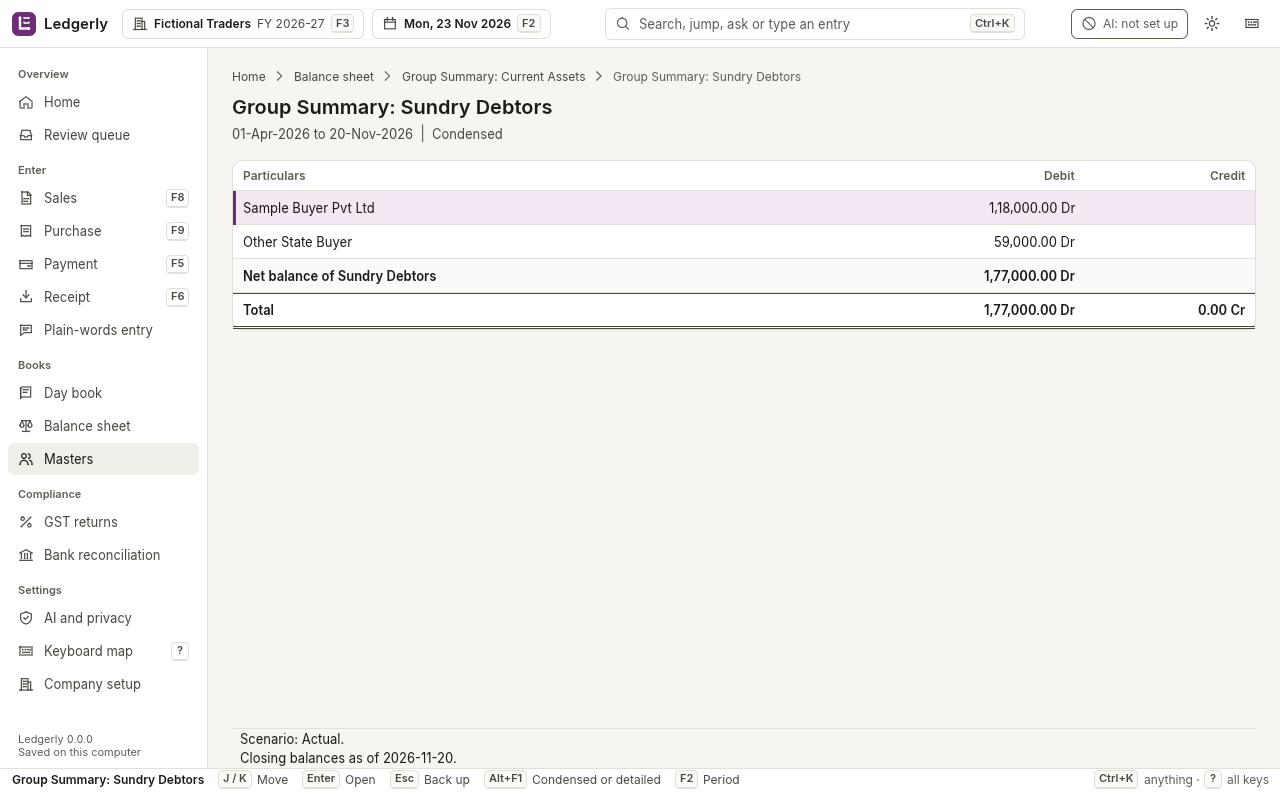 Ledgerly
Fictional Traders FY 2026-27 F3
Mon, 23 Nov 2026 F2
Search, jump, ask or type an entry Ctrl+K
AI: not set up
Overview
Home
Review queue
Enter
Sales F8
Purchase F9
Payment F5
Receipt F6
Plain-words entry
Books
Day book
Balance sheet
Masters
Compliance
GST returns
Bank reconciliation
Settings
AI and privacy
Keyboard map ?
Company setup
Ledgerly 0.0.0
Saved on this computer
Home > Balance sheet > Group Summary: Current Assets > Group Summary: Sundry Debtors
Group Summary: Sundry Debtors
01-Apr-2026 to 20-Nov-2026 | Condensed
Particulars Debit Credit
Sample Buyer Pvt Ltd 1,18,000.00 Dr
Other State Buyer 59,000.00 Dr
Net balance of Sundry Debtors 1,77,000.00 Dr
Total 1,77,000.00 Dr 0.00 Cr
Scenario: Actual.
Closing balances as of 2026-11-20.
Group Summary: Sundry Debtors J / K Move Enter Open Esc Back up Alt+F1 Condensed or detailed F2 Period Ctrl+K anything · ? all keys